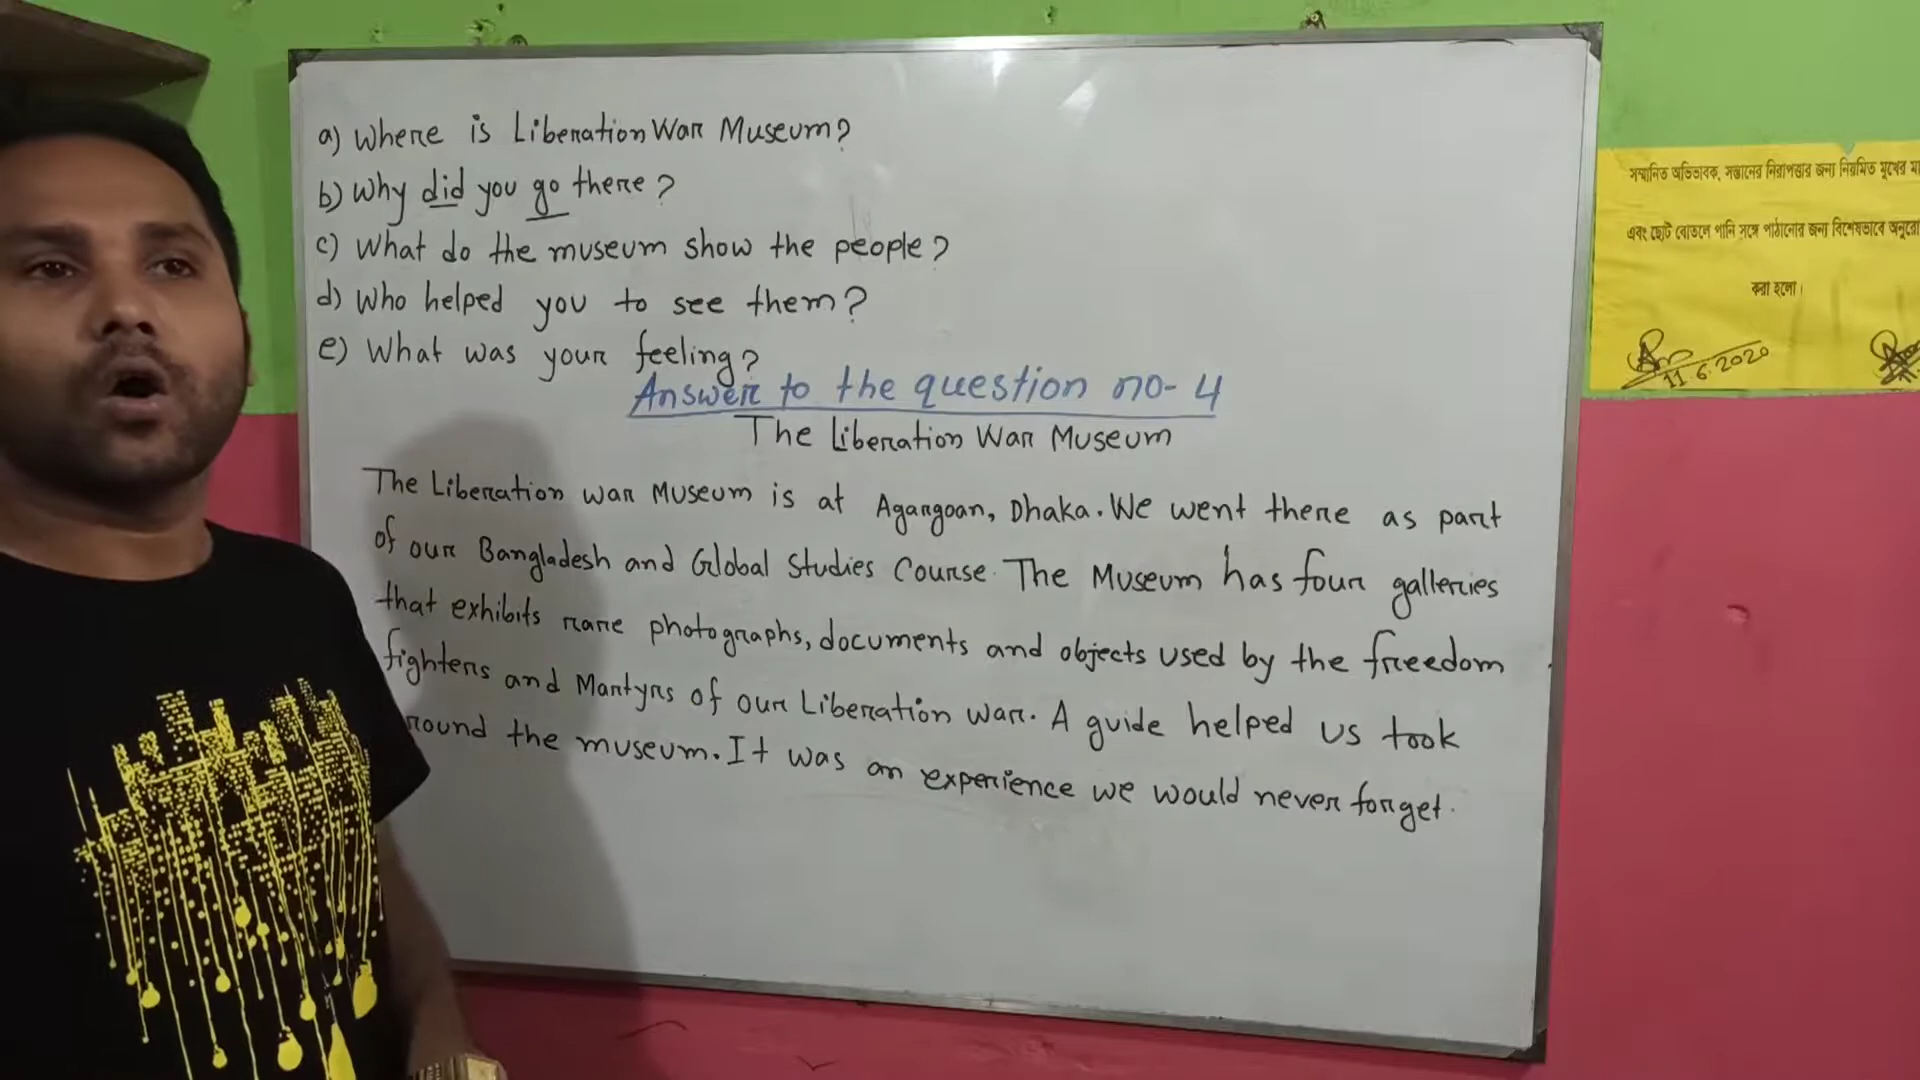 a) Where is Liberation War Museum?
b) Why did you go there?
c) What do the museum show the people?
d) Who helped you to see them?
e) What was your feeling?
Answer to the question no- 4
The Liberation War Museum
The Liberation war Museum is at Agargoan, Dhaka. We went there as part
of our Bangladesh and Global Studies Course. The Museum has four galleries
that exhibits rare photographs, documents and objects used by the freedom
fighters and Martyrs of our Liberation war. A guide helped us took
round the museum. It was an experience we would never forget.
সম্মানিত অভিভাবক, সন্তানের নিরাপত্তার জন্য নিয়মিত মুখের
এবং ছোট বোতলে পানি সঙ্গে পাঠানোর জন্য বিশেষভাবে
করা হলো।
11.6.2020